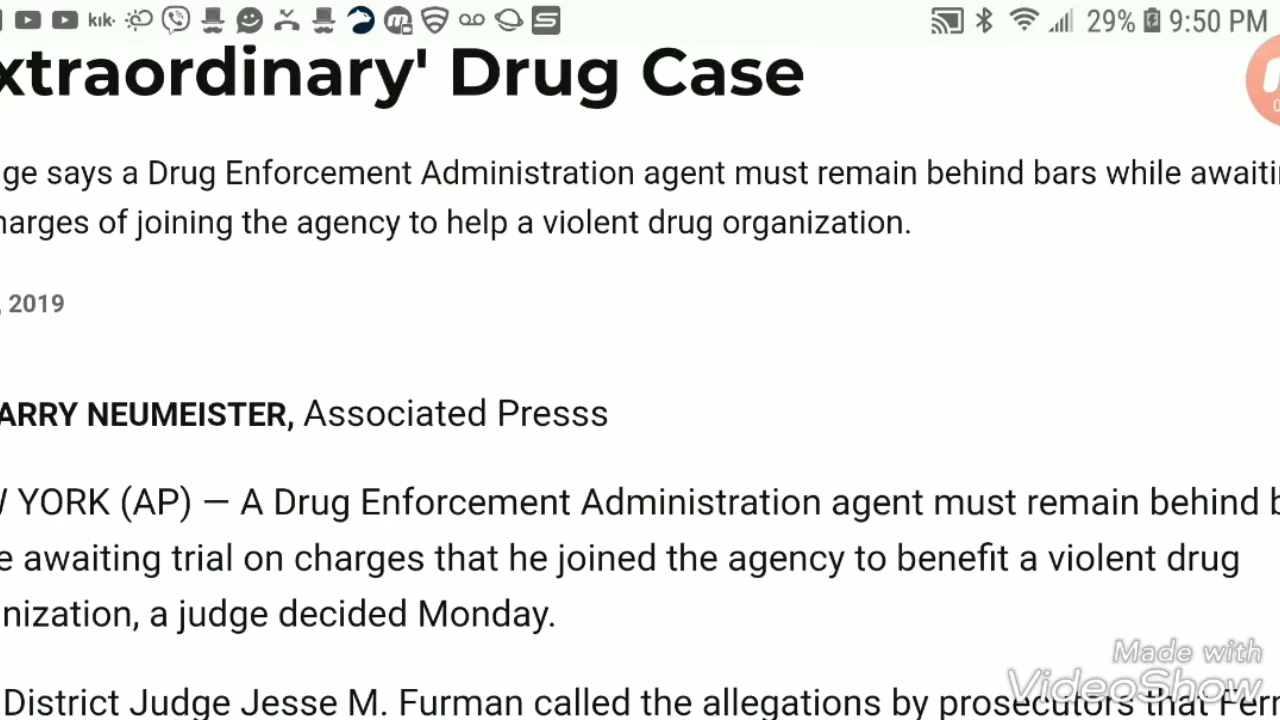 kik.
29% 9:50 PM
xtraordinary' Drug Case
ge says a Drug Enforcement Administration agent must remain behind bars while awaiti
harges of joining the agency to help a violent drug organization.
, 2019
ARRY NEUMEISTER, Associated Presss
YORK (AP) — A Drug Enforcement Administration agent must remain behind b
e awaiting trial on charges that he joined the agency to benefit a violent drug
nization, a judge decided Monday.
Made with
VideoShow
District Judge Jesse M. Furman called the allegations by prosecutors that Fern